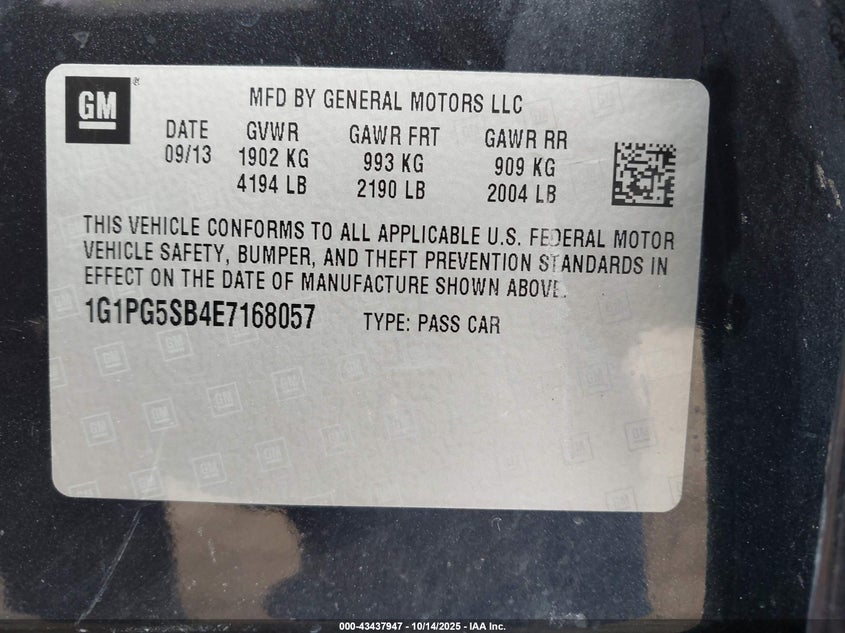 GM
MFD BY GENERAL MOTORS LLC
DATE GVWR GAWR FRT GAWR RR
09/13 1902 KG 993 KG 909 KG
4194 LB 2190 LB 2004 LB
THIS VEHICLE CONFORMS TO ALL APPLICABLE U.S. FEDERAL MOTOR
VEHICLE SAFETY, BUMPER, AND THEFT PREVENTION STANDARDS IN
EFFECT ON THE DATE OF MANUFACTURE SHOWN ABOVE.
1G1PG5SB4E7168057 TYPE: PASS CAR
000-43437947 - 10/14/2025 - IAA Inc.